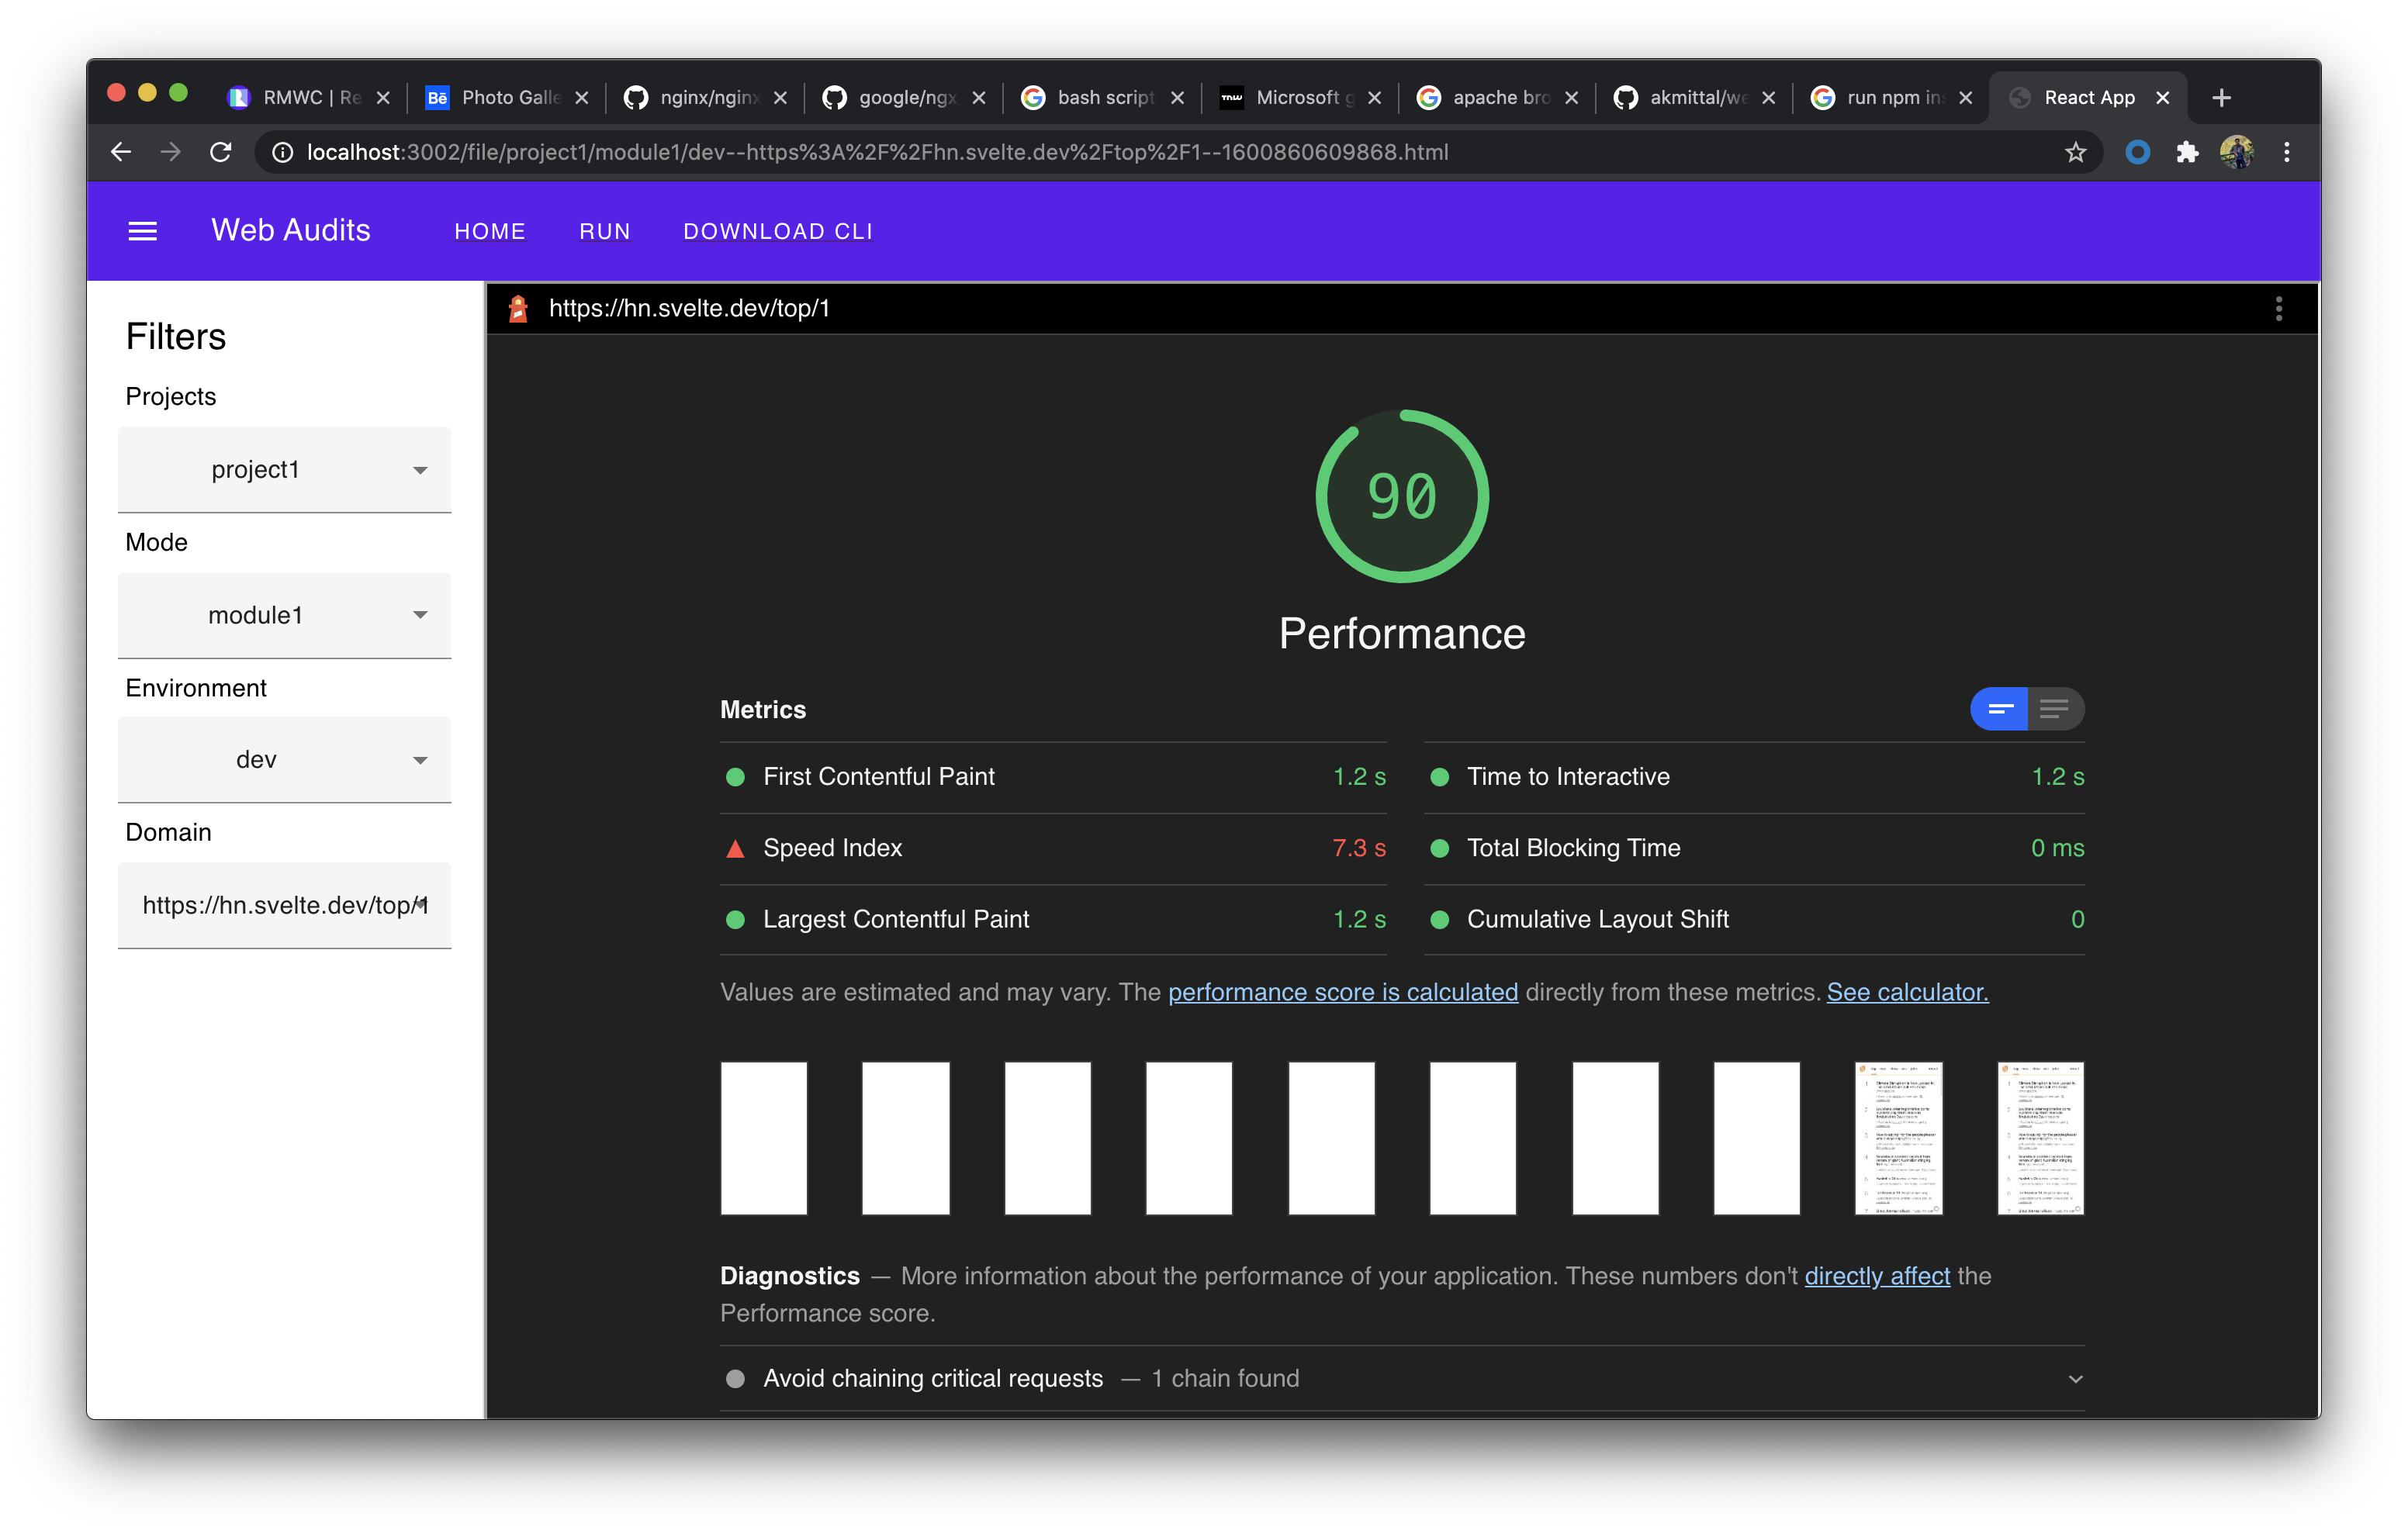 RMWC | Re
Bē Photo Galle
nginx/nginx
google/ngx
bash script
TNW Microsoft g
apache bro
akmittal/we
run npm ins
React App
localhost:3002/file/project1/module1/dev--https%3A%2F%2Fhn.svelte.dev%2Ftop%2F1--1600860609868.html
Web Audits HOME RUN DOWNLOAD CLI
https://hn.svelte.dev/top/1
Filters
Projects
project1
Mode
module1
Environment
dev
Domain
https://hn.svelte.dev/top/1
90
Performance
Metrics
First Contentful Paint 1.2 s
Time to Interactive 1.2 s
Speed Index 7.3 s
Total Blocking Time 0 ms
Largest Contentful Paint 1.2 s
Cumulative Layout Shift 0
Values are estimated and may vary. The performance score is calculated directly from these metrics. See calculator.
Diagnostics — More information about the performance of your application. These numbers don't directly affect the
Performance score.
Avoid chaining critical requests — 1 chain found